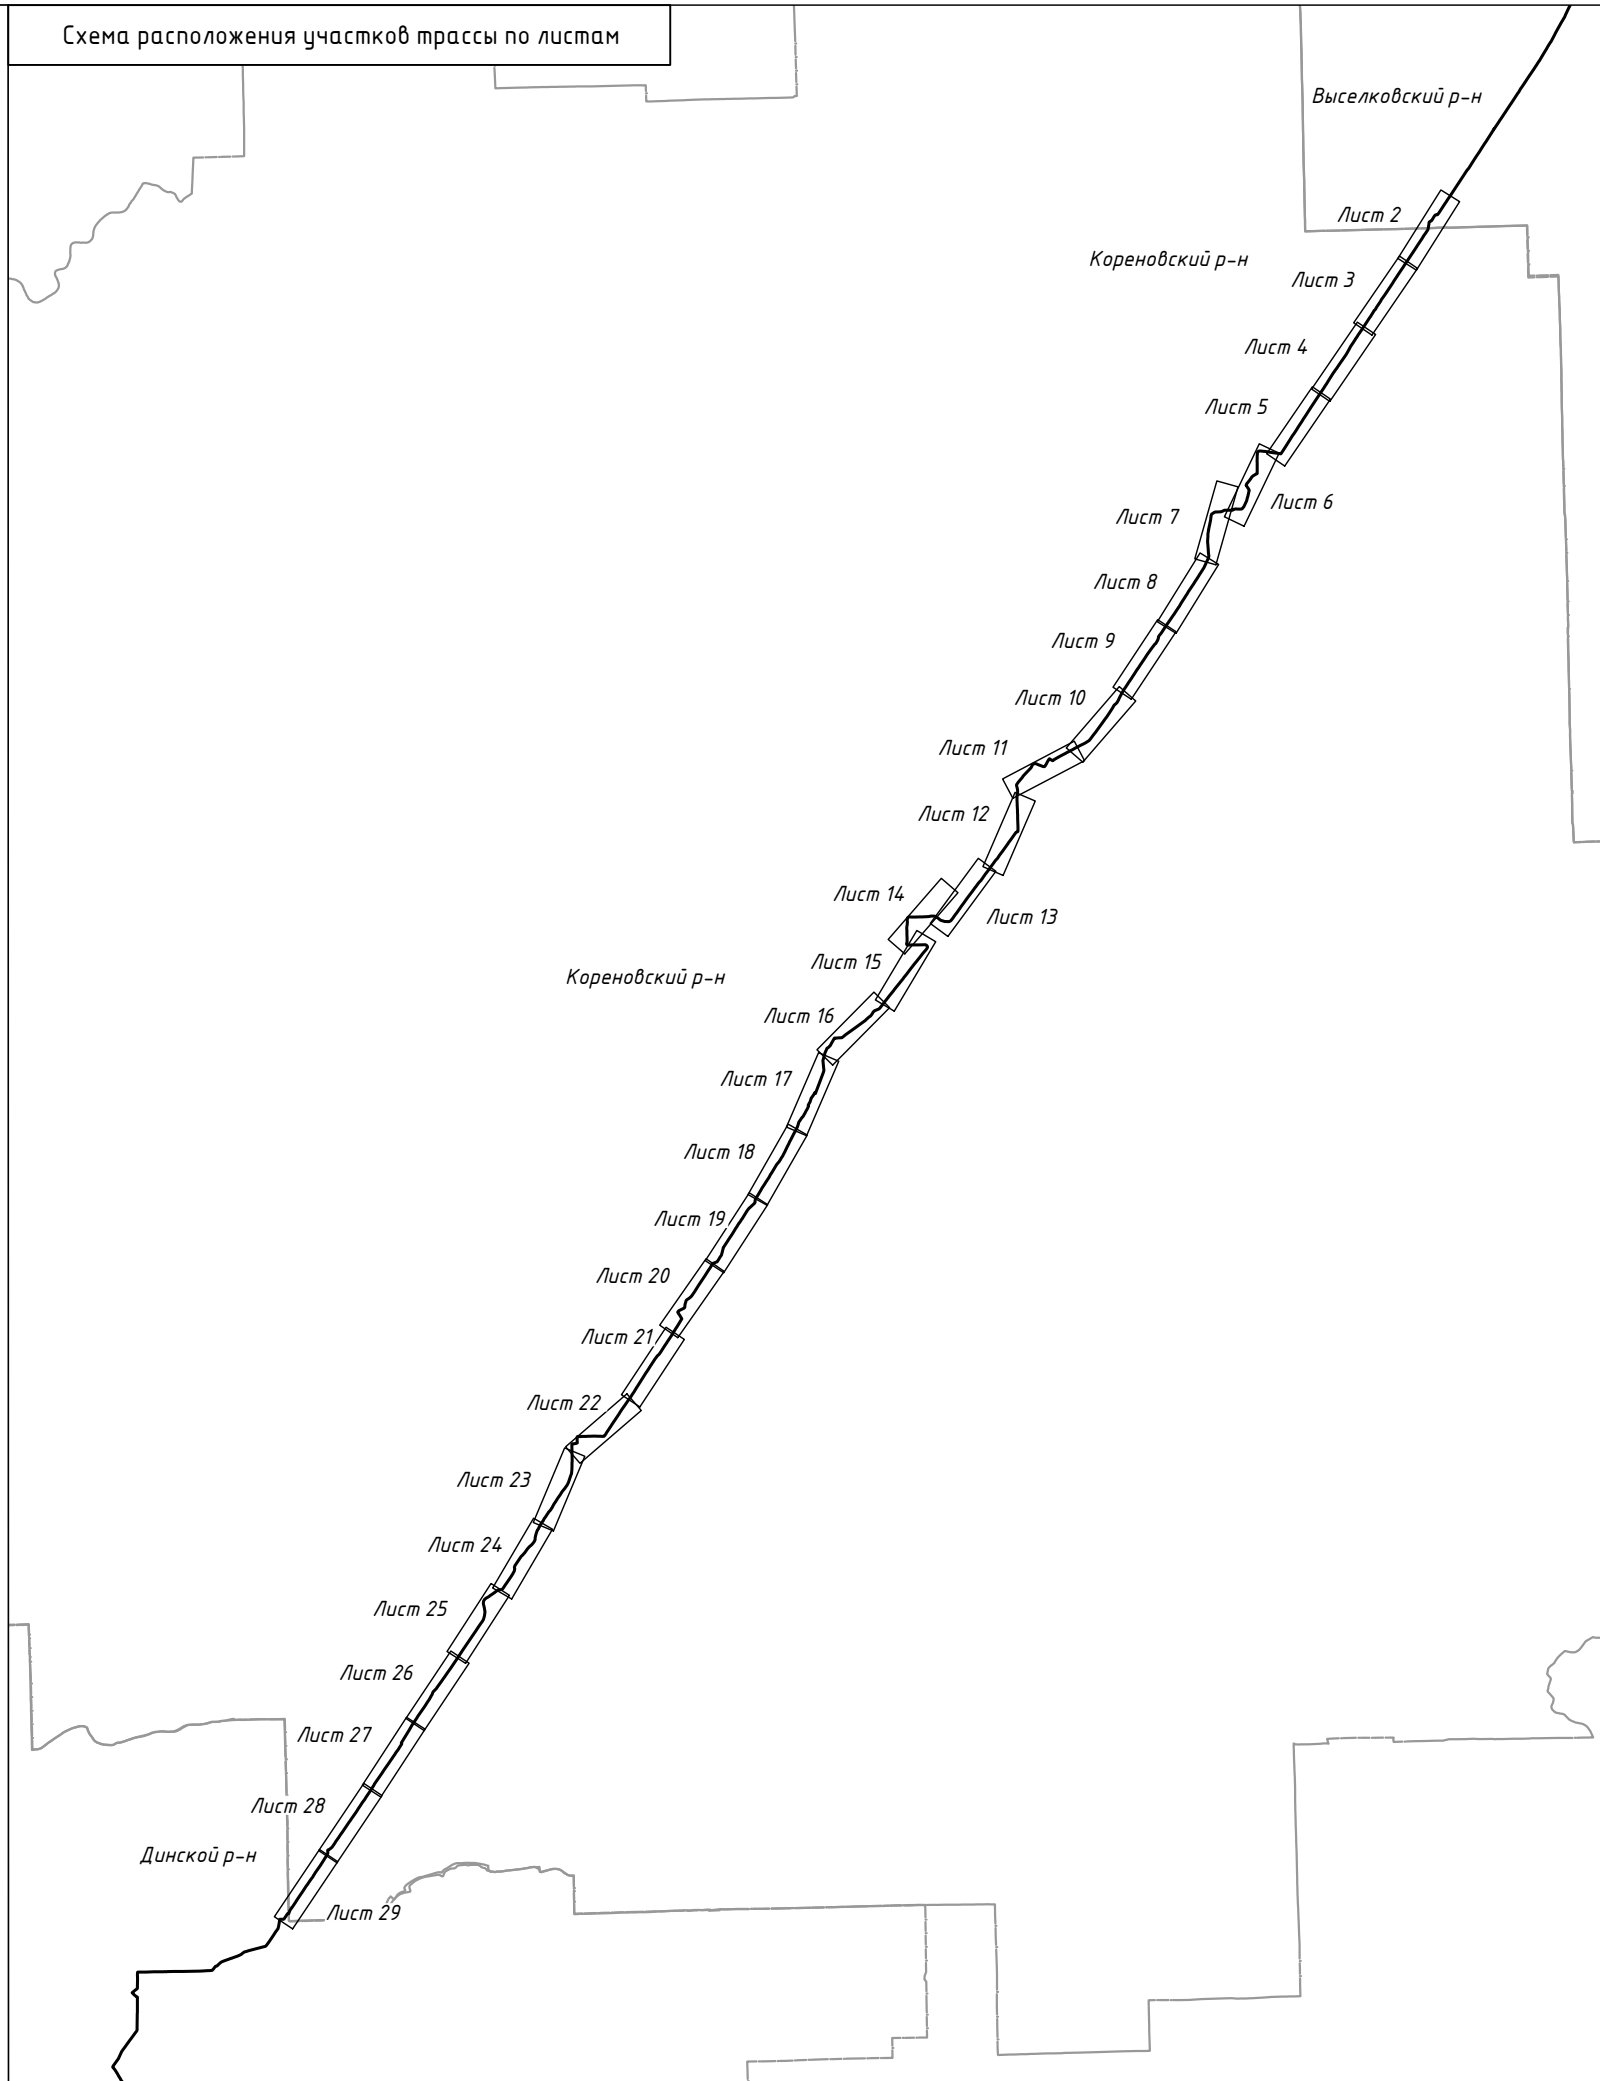 Схема расположения участков трассы по листам
Выселковский р-н
Лист 2
Кореновский р-н
Лист 3
Лист 4
Лист 5
Лист 6
Лист 7
Лист 8
Лист 9
Лист 10
Лист 11
Лист 12
Лист 14
Лист 13
Лист 15
Кореновский р-н
Лист 16
Лист 17
Лист 18
Лист 19
Лист 20
Лист 21
Лист 22
Лист 23
Лист 24
Лист 25
Лист 26
Лист 27
Лист 28
Динской р-н
Лист 29